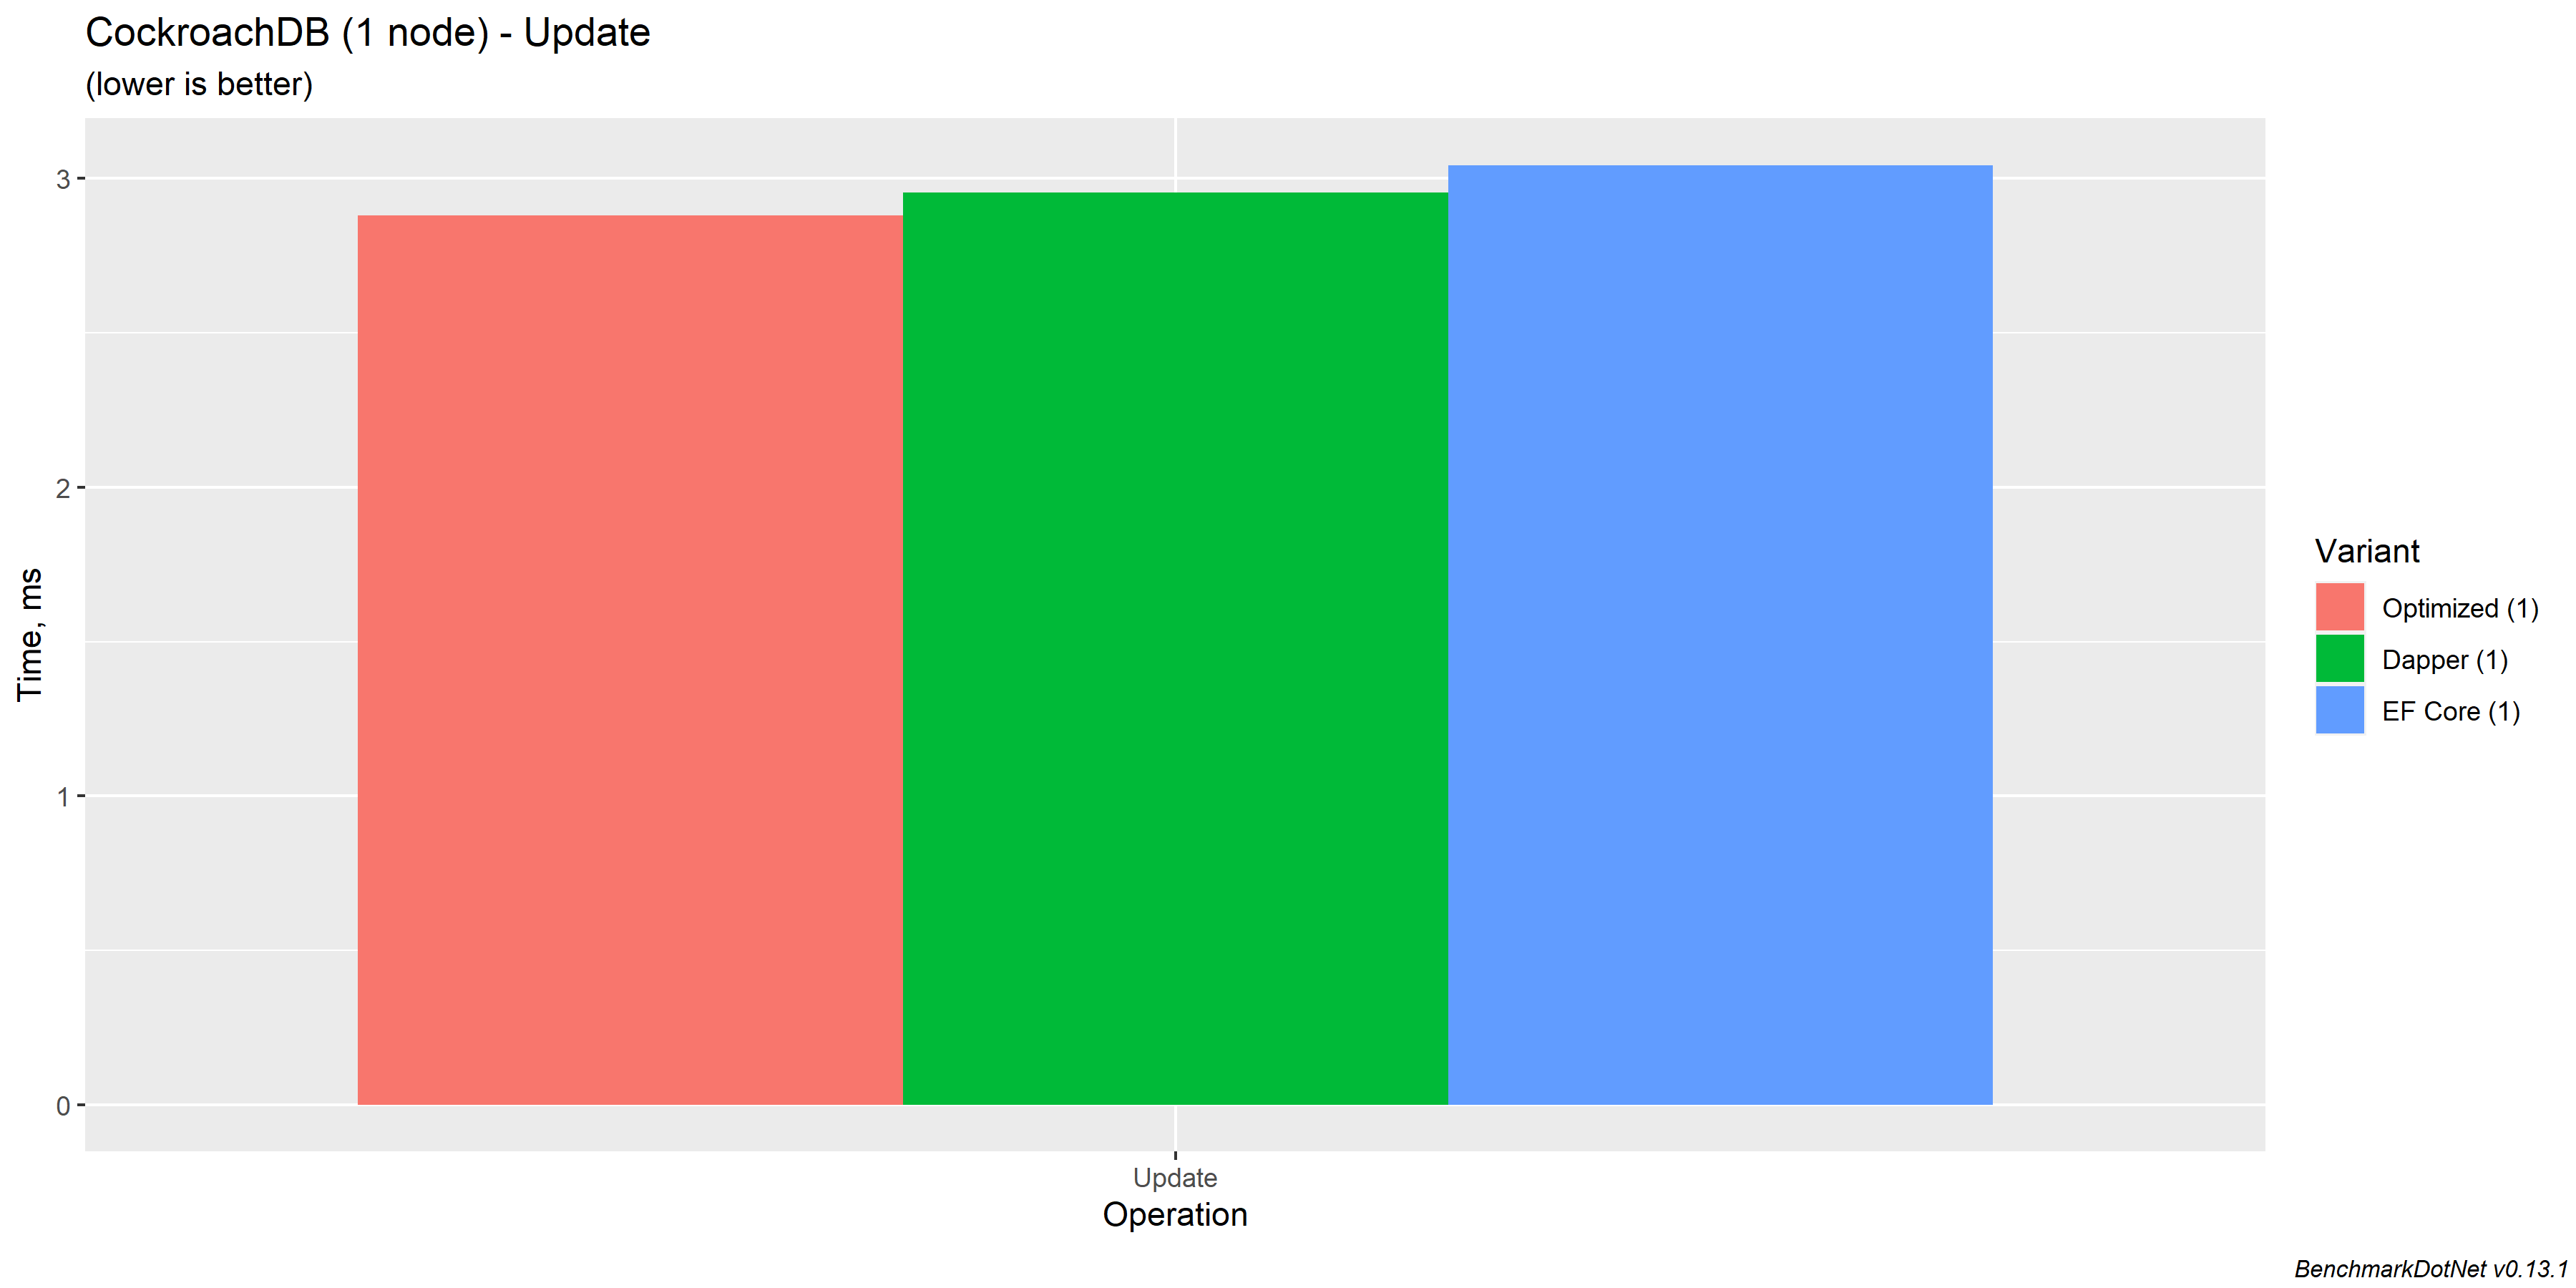 CockroachDB (1 node) - Update
(lower is better)
3
2
1
0
Time, ms
Update
Operation
Variant
Optimized (1)
Dapper (1)
EF Core (1)
BenchmarkDotNet v0.13.1